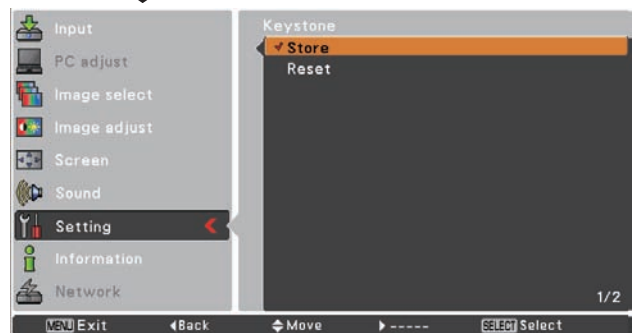 Input
PC adjust
Image select
Image adjust
Screen
Sound
Setting
Information
Network
Keystone
Store
Reset
1/2
MENU Exit ◀Back Move ▶ ----- SELECT Select